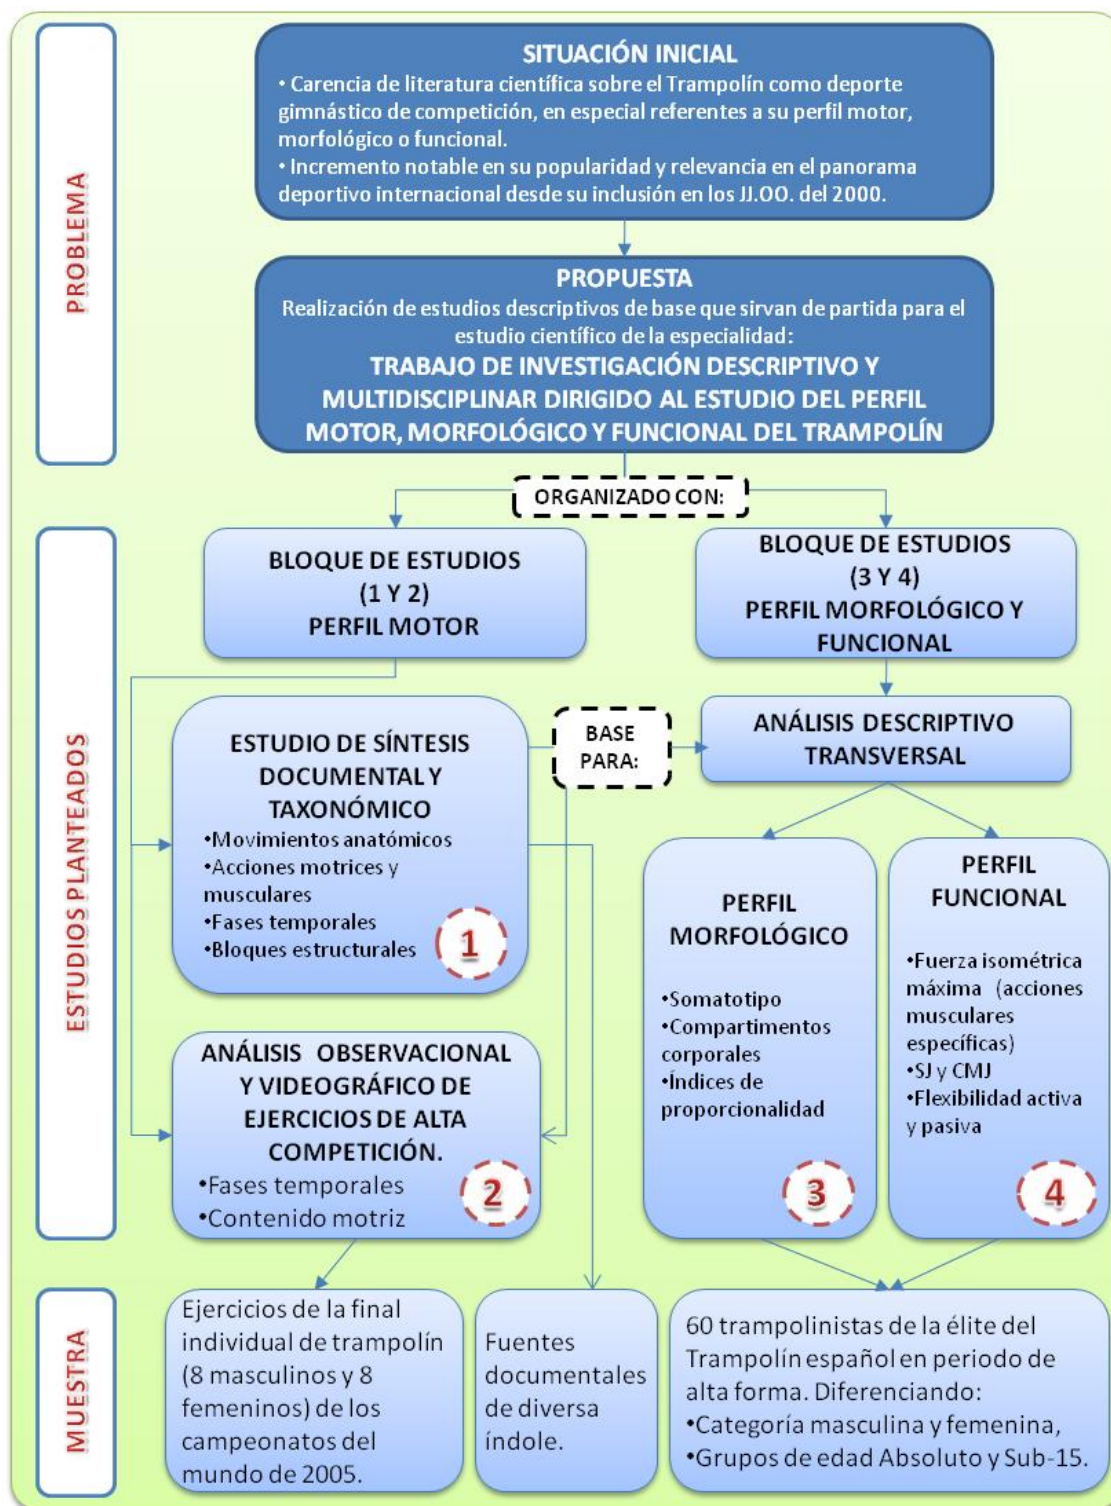 PROBLEMA
SITUACIÓN INICIAL
• Carencia de literatura científica sobre el Trampolín como deporte
gimnástico de competición, en especial referentes a su perfil motor,
morfológico o funcional.
• Incremento notable en su popularidad y relevancia en el panorama
deportivo internacional desde su inclusión en los JJ.OO. del 2000.
PROPUESTA
Realización de estudios descriptivos de base que sirvan de partida para el
estudio científico de la especialidad:
TRABAJO DE INVESTIGACIÓN DESCRIPTIVO Y
MULTIDISCIPLINAR DIRIGIDO AL ESTUDIO DEL PERFIL
MOTOR, MORFOLÓGICO Y FUNCIONAL DEL TRAMPOLÍN
ORGANIZADO CON:
ESTUDIOS PLANTEADOS
BLOQUE DE ESTUDIOS
(1 Y 2)
PERFIL MOTOR
BLOQUE DE ESTUDIOS
(3 Y 4)
PERFIL MORFOLÓGICO Y
FUNCIONAL
ESTUDIO DE SÍNTESIS
DOCUMENTAL Y
TAXONÓMICO
•Movimientos anatómicos
•Acciones motrices y
musculares
•Fases temporales
•Bloques estructurales
1
BASE
PARA:
ANÁLISIS DESCRIPTIVO
TRANSVERSAL
ANÁLISIS OBSERVACIONAL
Y VIDEOGRÁFICO DE
EJERCICIOS DE ALTA
COMPETICIÓN.
•Fases temporales
•Contenido motriz
2
PERFIL
MORFOLÓGICO
•Somatotipo
•Compartimentos
corporales
•Índices de
proporcionalidad
3
PERFIL
FUNCIONAL
•Fuerza isométrica
máxima (acciones
musculares
específicas)
•SJ y CMJ
•Flexibilidad activa
y pasiva
4
MUESTRA
Ejercicios de la final
individual de trampolín
(8 masculinos y 8
femeninos) de los
campeonatos del
mundo de 2005.
Fuentes
documentales
de diversa
índole.
60 trampolinistas de la élite del
Trampolín español en periodo de
alta forma. Diferenciando:
•Categoría masculina y femenina,
•Grupos de edad Absoluto y Sub-15.